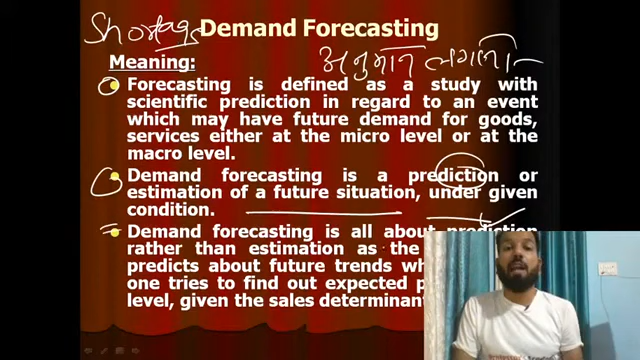 Shortage Demand Forecasting
अनुमान लगाना
Meaning:
Forecasting is defined as a study with
scientific prediction in regard to an event
which may have future demand for goods,
services either at the micro level or at the
macro level.
Demand forecasting is a prediction or
estimation of a future situation, under given
condition.
Demand forecasting is all about prediction
rather than estimation as the
predicts about future trends
one tries to find out expected
level, given the sales